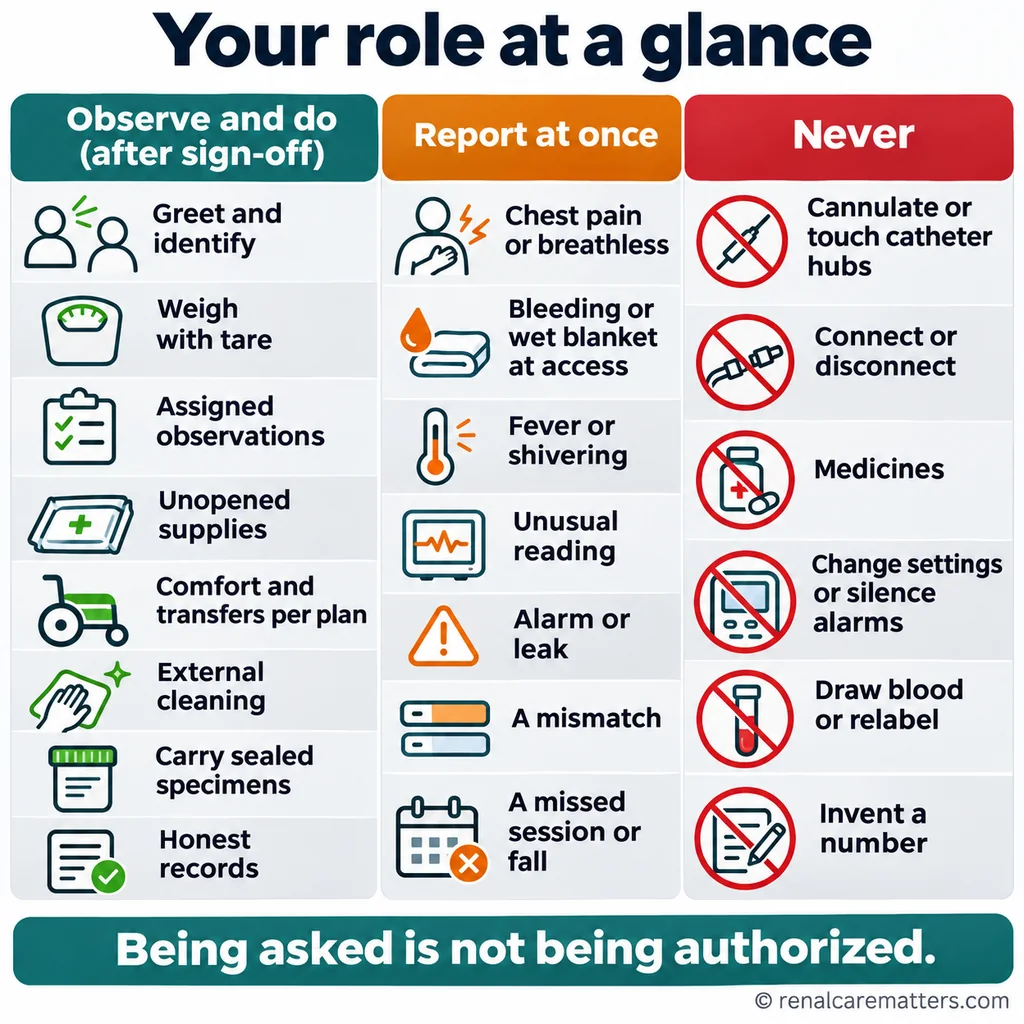 Your role at a glance
Observe and do
(after sign-off)
Greet and
identify
Weigh
with tare
Assigned
observations
Unopened
supplies
Comfort and
transfers per plan
External
cleaning
Carry sealed
specimens
Honest
records
Report at once
Chest pain
or breathless
Bleeding or
wet blanket
at access
Fever or
shivering
Unusual
reading
Alarm or
leak
A mismatch
A missed
session or
fall
Never
Cannulate or
touch catheter
hubs
Connect or
disconnect
Medicines
Change settings
or silence
alarms
Draw blood
or relabel
Invent a
number
Being asked is not being authorized.
© renalcarematters.com